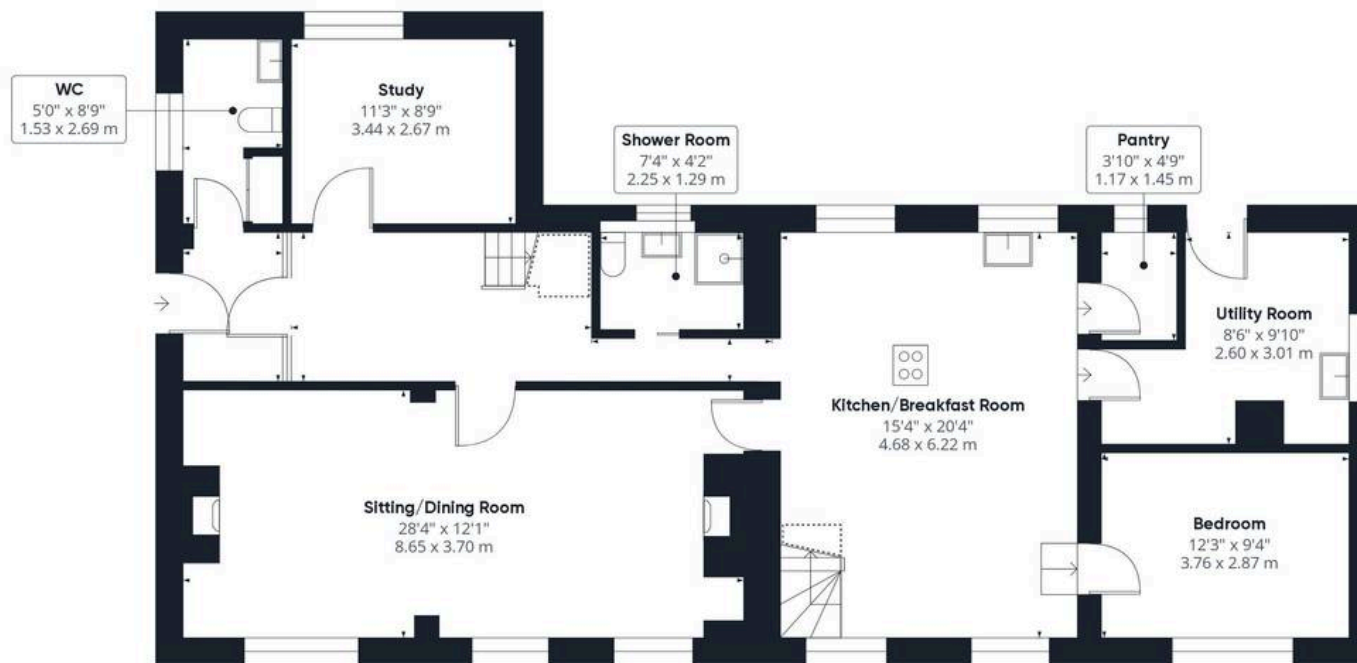 WC
5'0" x 8'9"
1.53 x 2.69 m
Study
11'3" x 8'9"
3.44 x 2.67 m
Shower Room
7'4" x 4'2"
2.25 x 1.29 m
Pantry
3'10" x 4'9"
1.17 x 1.45 m
Utility Room
8'6" x 9'10"
2.60 x 3.01 m
Kitchen/Breakfast Room
15'4" x 20'4"
4.68 x 6.22 m
Sitting/Dining Room
28'4" x 12'1"
8.65 x 3.70 m
Bedroom
12'3" x 9'4"
3.76 x 2.87 m